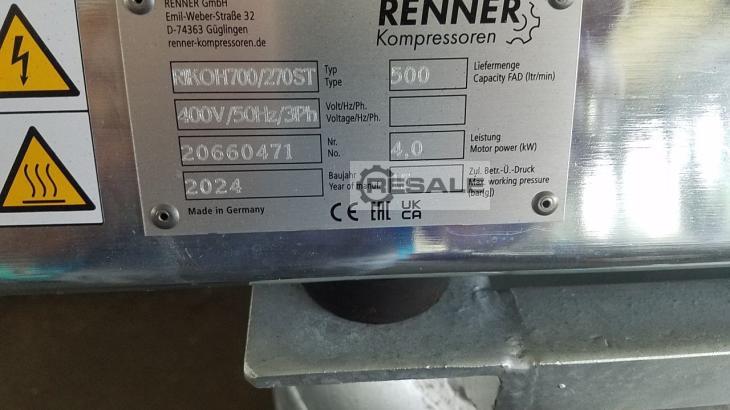 RENNER GmbH
Emil-Weber-Straße 32
D-74363 Güglingen
renner-kompressoren.de
RENNER
Kompressoren
RIKOH700/270ST Typ Type
500 Liefermenge Capacity FAD (ltr/min)
400V/50Hz/3Ph Volt/Hz/Ph. Voltage/Hz/Ph.
20660471 Nr. No.
4,0 Leistung Motor power (kW)
2024 Baujahr Year of manuf.
Zul. Betr.-Ü.-Druck Max. working pressure (bar[g])
RESALE
Made in Germany
CE EAC UK CA